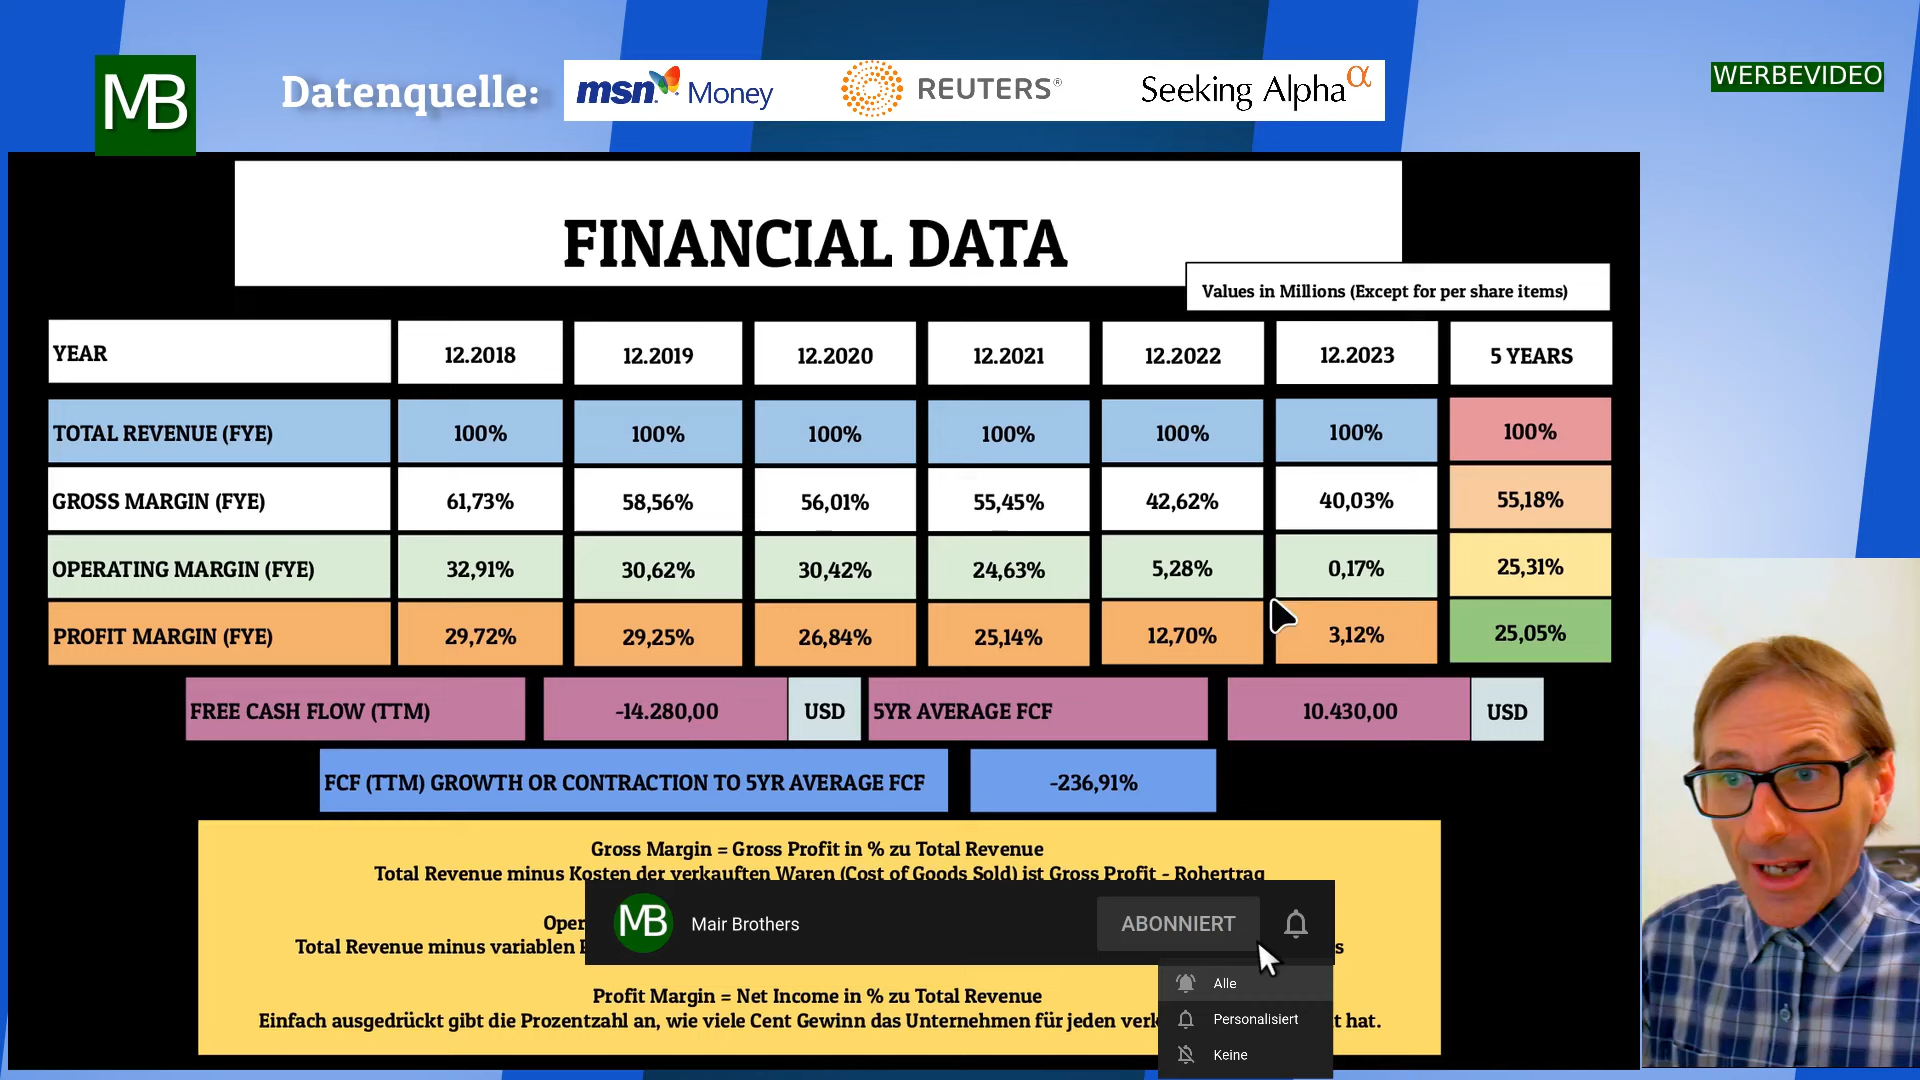 MB
Datenquelle:
msn Money
REUTERS®
Seeking Alpha α
WERBEVIDEO
FINANCIAL DATA
Values in Millions (Except for per share items)
YEAR 12.2018 12.2019 12.2020 12.2021 12.2022 12.2023 5 YEARS
TOTAL REVENUE (FYE) 100% 100% 100% 100% 100% 100% 100%
GROSS MARGIN (FYE) 61,73% 58,56% 56,01% 55,45% 42,62% 40,03% 55,18%
OPERATING MARGIN (FYE) 32,91% 30,62% 30,42% 24,63% 5,28% 0,17% 25,31%
PROFIT MARGIN (FYE) 29,72% 29,25% 26,84% 25,14% 12,70% 3,12% 25,05%
FREE CASH FLOW (TTM) -14.280,00 USD 5YR AVERAGE FCF 10.430,00 USD
FCF (TTM) GROWTH OR CONTRACTION TO 5YR AVERAGE FCF -236,91%
Gross Margin = Gross Profit in % zu Total Revenue
Total Revenue minus Kosten der verkauften Waren (Cost of Goods Sold) ist Gross Profit - Rohertrag
MB Mair Brothers ABONNIERT
Total Revenue minus variablen
Alle
Profit Margin = Net Income in % zu Total Revenue
Personalisiert
Einfach ausgedrückt gibt die Prozentzahl an, wie viele Cent Gewinn das Unternehmen für jeden hat.
Keine